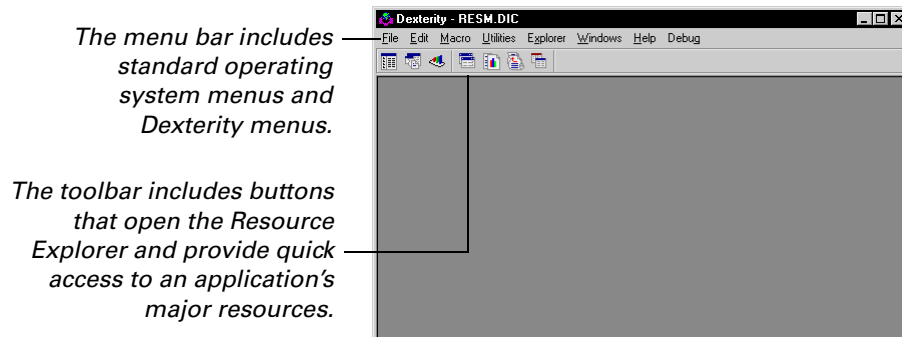 Dexterity - RESM.DIC
File Edit Macro Utilities Explorer Windows Help Debug
The menu bar includes
standard operating
system menus and
Dexterity menus.
The toolbar includes buttons
that open the Resource
Explorer and provide quick
access to an application's
major resources.